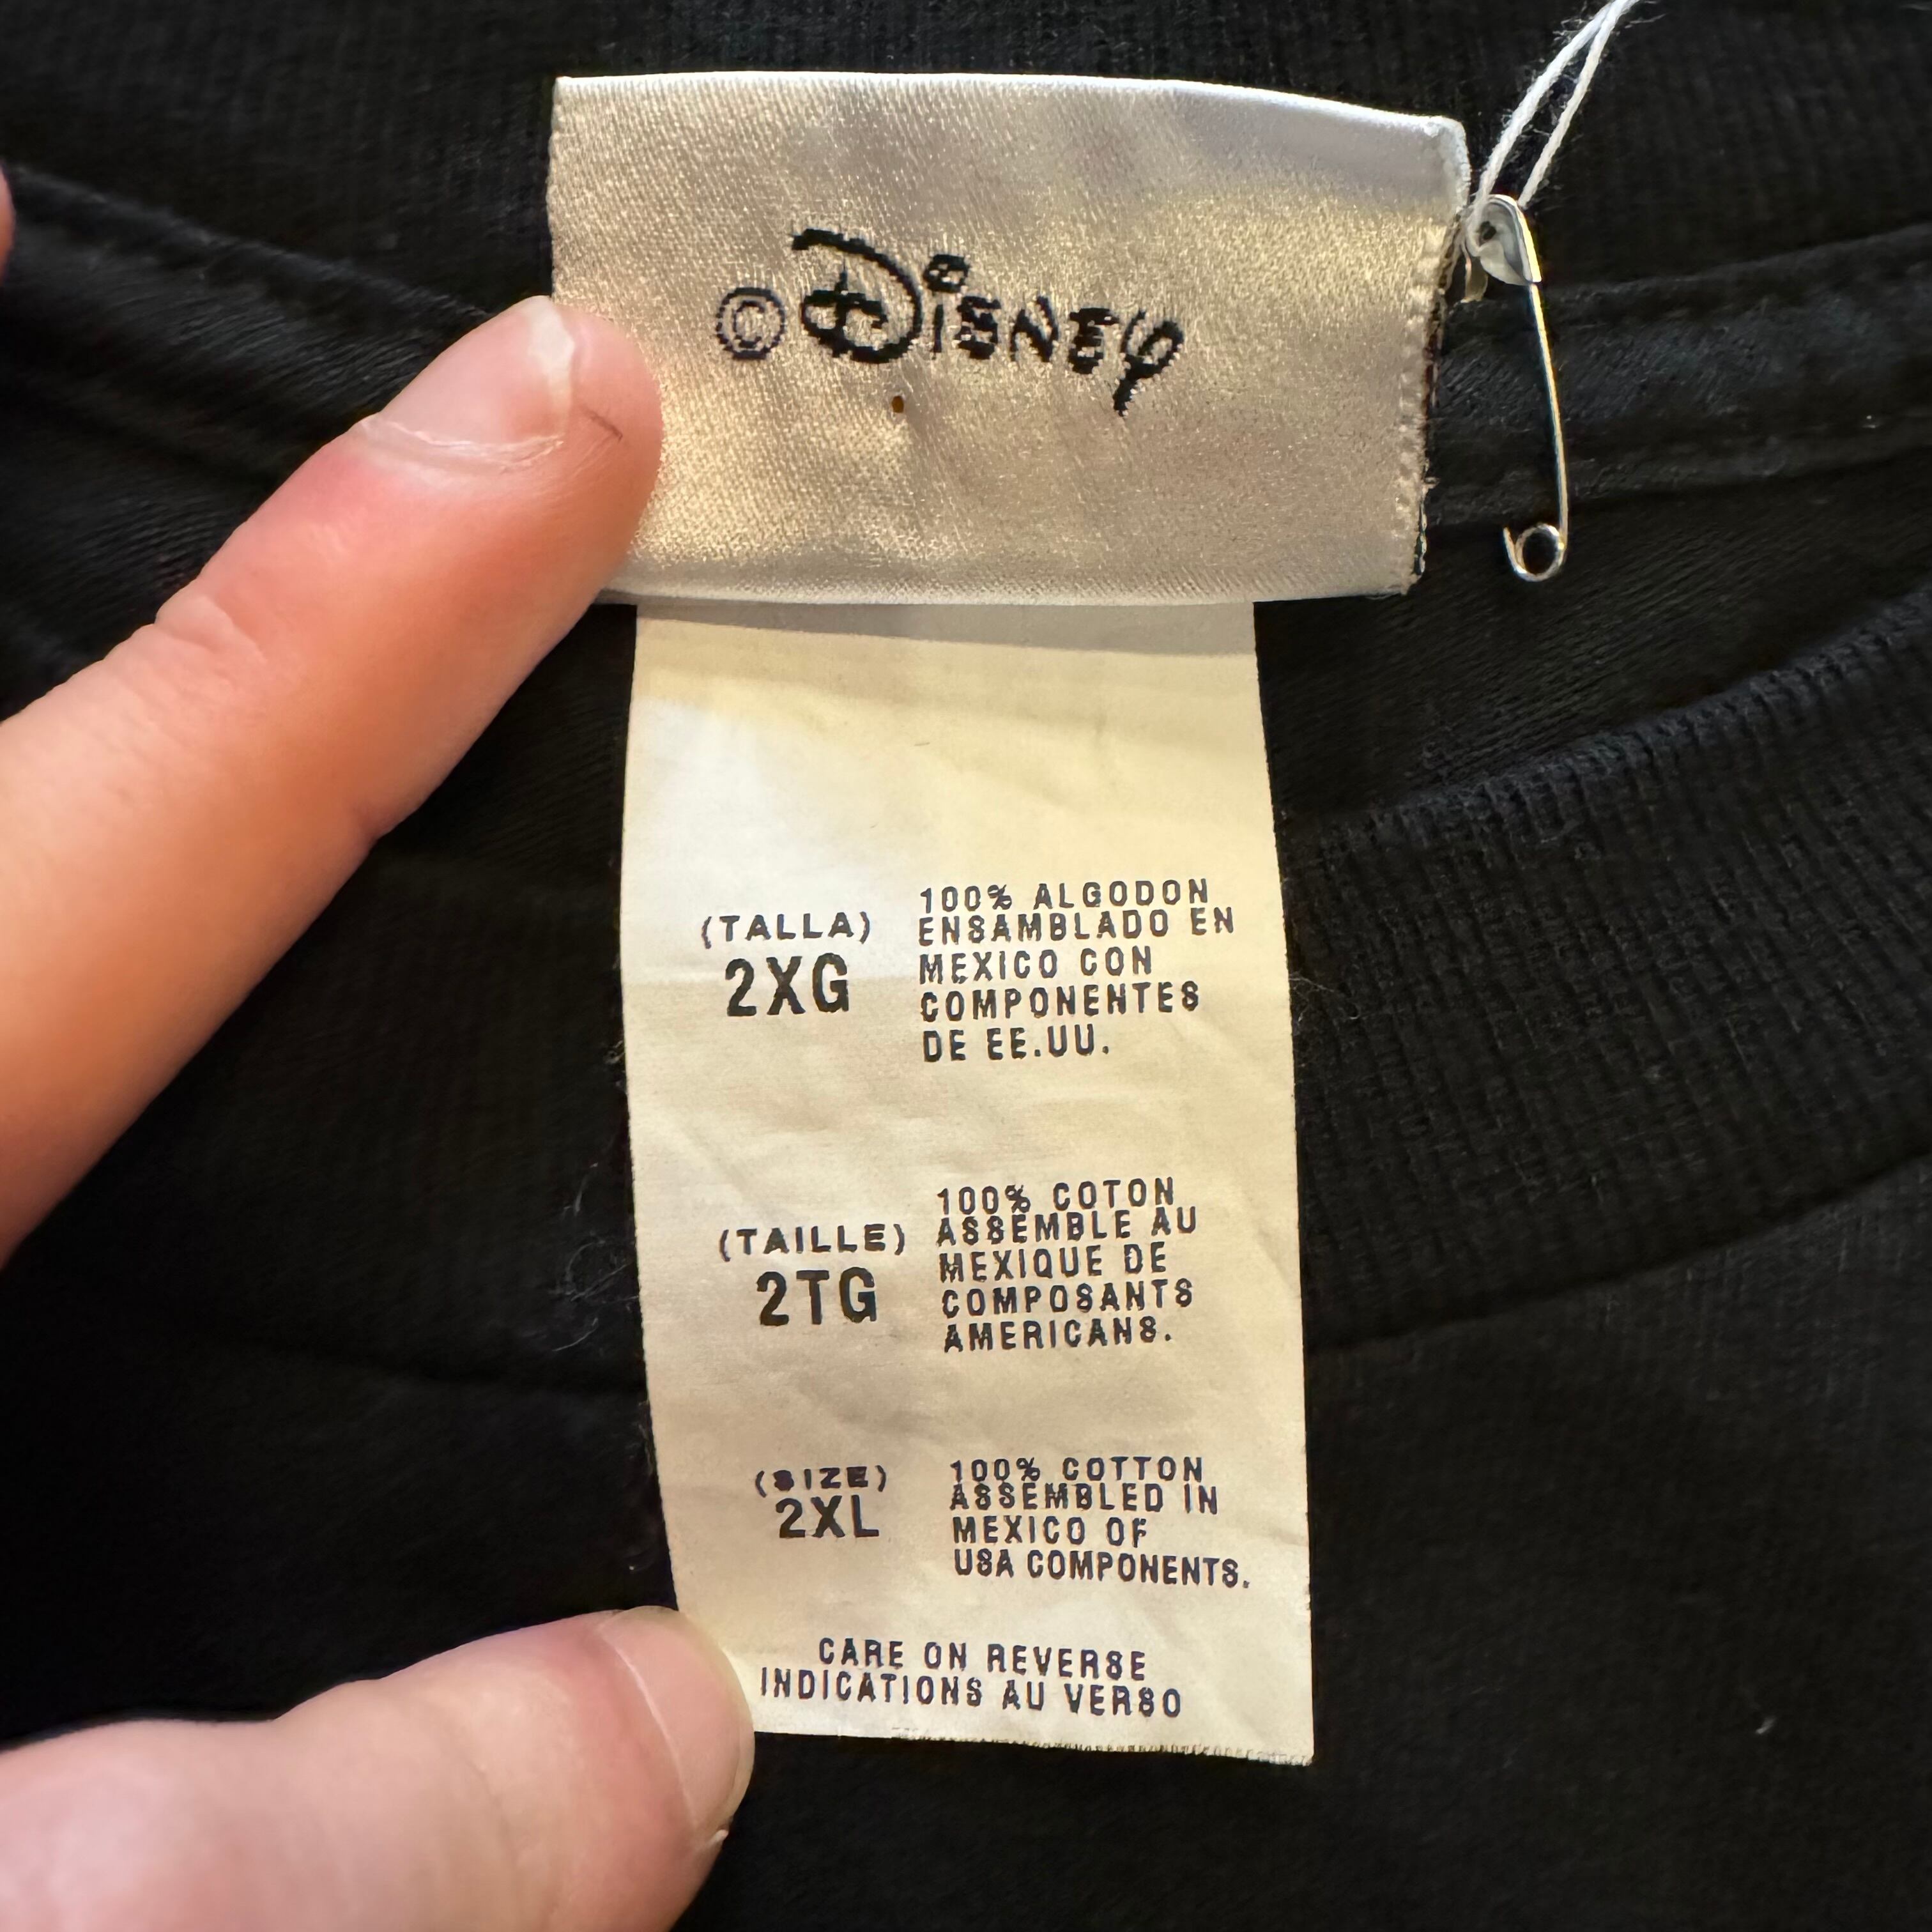 © Disney
(TALLA)
2XG
100% ALGODON
ENSAMBLADO EN
MEXICO CON
COMPONENTES
DE EE.UU.
(TAILLE)
2TG
100% COTON
ASSEMBLE AU
MEXIQUE DE
COMPOSANTS
AMERICANS.
(SIZE)
2XL
100% COTTON
ASSEMBLED IN
MEXICO OF
USA COMPONENTS.
CARE ON REVERSE
INDICATIONS AU VERSO